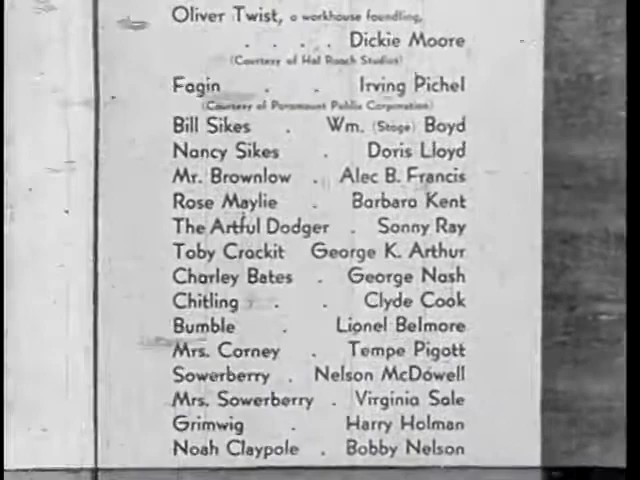 Oliver Twist, a workhouse foundling,
. . . . Dickie Moore
(Courtesy of Hal Roach Studios)
Fagin . . Irving Pichel
(Courtesy of Paramount Public Corporation)
Bill Sikes . Wm. (Stage) Boyd
Nancy Sikes . Doris Lloyd
Mr. Brownlow . Alec B. Francis
Rose Maylie . Barbara Kent
The Artful Dodger . Sonny Ray
Toby Crackit George K. Arthur
Charley Bates . George Nash
Chitling . . Clyde Cook
Bumble . Lionel Belmore
Mrs. Corney . Tempe Pigott
Sowerberry . Nelson McDowell
Mrs. Sowerberry . Virginia Sale
Grimwig . Harry Holman
Noah Claypole . Bobby Nelson